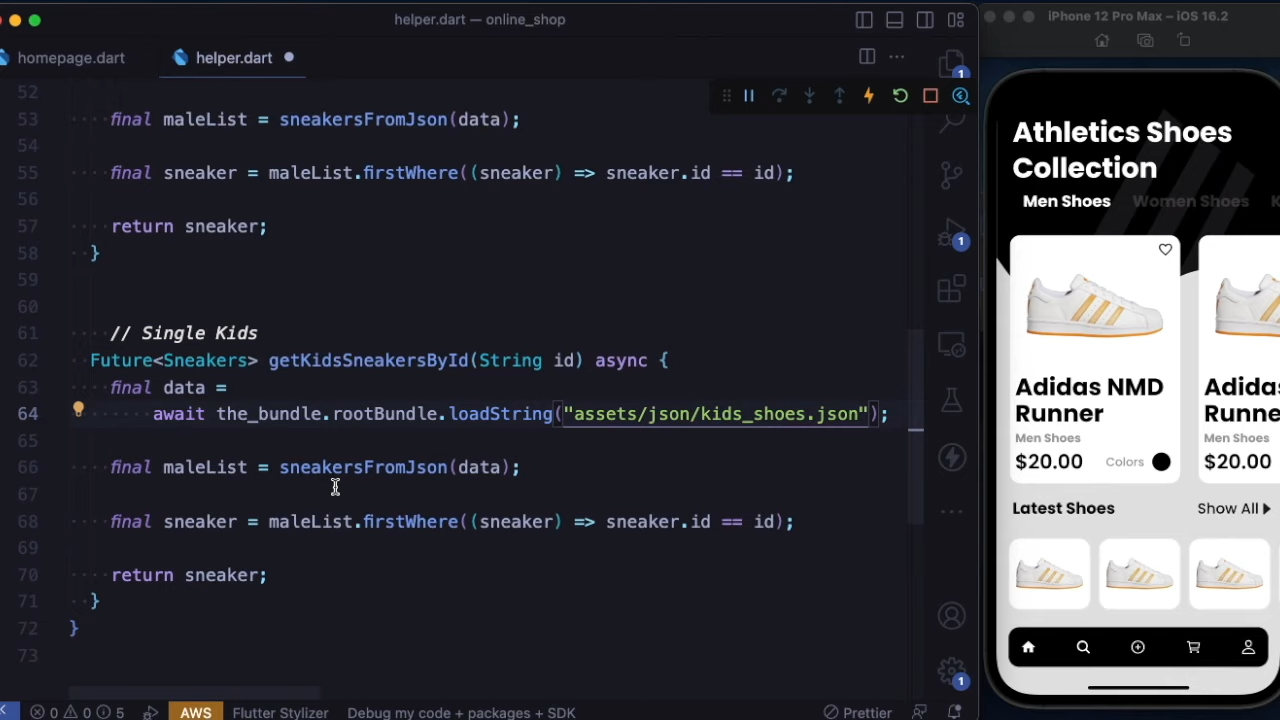 helper.dart — online_shop
homepage.dart
helper.dart
52
53 final maleList = sneakersFromJson(data);
54
55 final sneaker = maleList.firstWhere((sneaker) => sneaker.id == id);
56
57 return sneaker;
58 }
59
60
61 // Single Kids
62 Future<Sneakers> getKidsSneakersById(String id) async {
63 final data =
64 await the_bundle.rootBundle.loadString("assets/json/kids_shoes.json");
65
66 final maleList = sneakersFromJson(data);
67
68 final sneaker = maleList.firstWhere((sneaker) => sneaker.id == id);
69
70 return sneaker;
71 }
72 }
73
1
1
1
0 0 5 AWS Flutter Stylizer Debug my code + packages + SDK Prettier
iPhone 12 Pro Max – iOS 16.2
Athletics Shoes
Collection
Men Shoes Women Shoes K
Adidas NMD
Runner
Men Shoes
$20.00 Colors
Adidas
Runne
Men Shoes
$20.00
Latest Shoes Show All